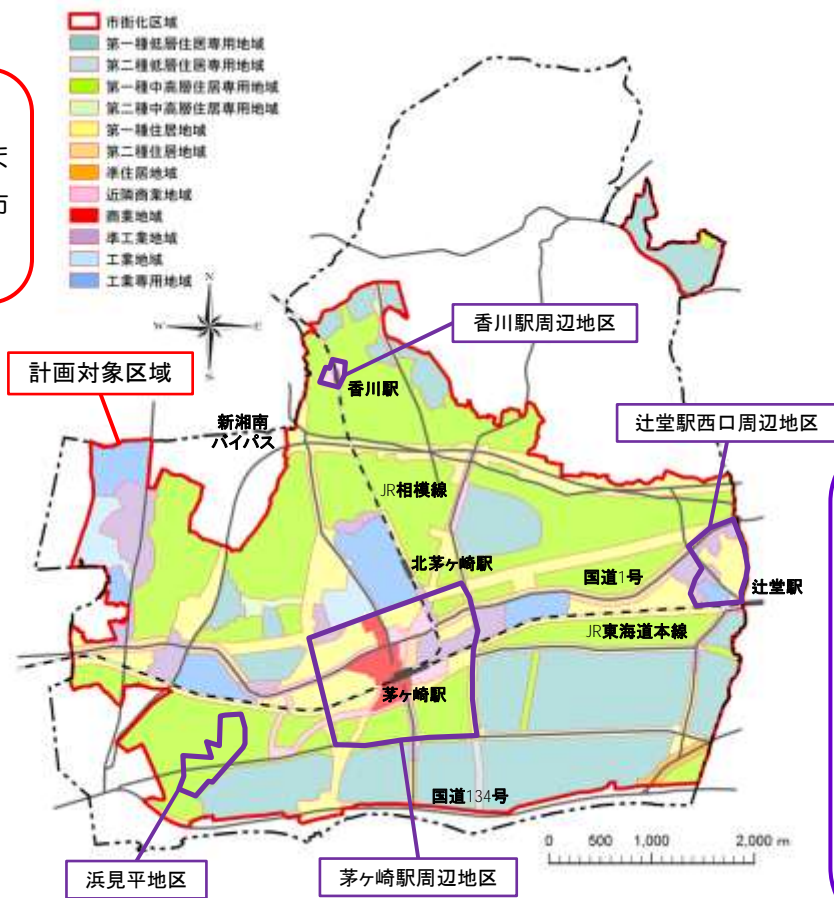 市街化区域
第一種低層住居専用地域
第二種低層住居専用地域
第一種中高層住居専用地域
第二種中高層住居専用地域
第一種住居地域
第二種住居地域
準住居地域
近隣商業地域
商業地域
準工業地域
工業地域
工業専用地域
N
W
E
S
香川駅周辺地区
計画対象区域
香川駅
新湘南
バイパス
辻堂駅西口周辺地区
JR相模線
北茅ヶ崎駅
国道1号
辻堂駅
JR東海道本線
茅ヶ崎駅
国道134号
0 500 1,000 2,000 m
浜見平地区
茅ヶ崎駅周辺地区